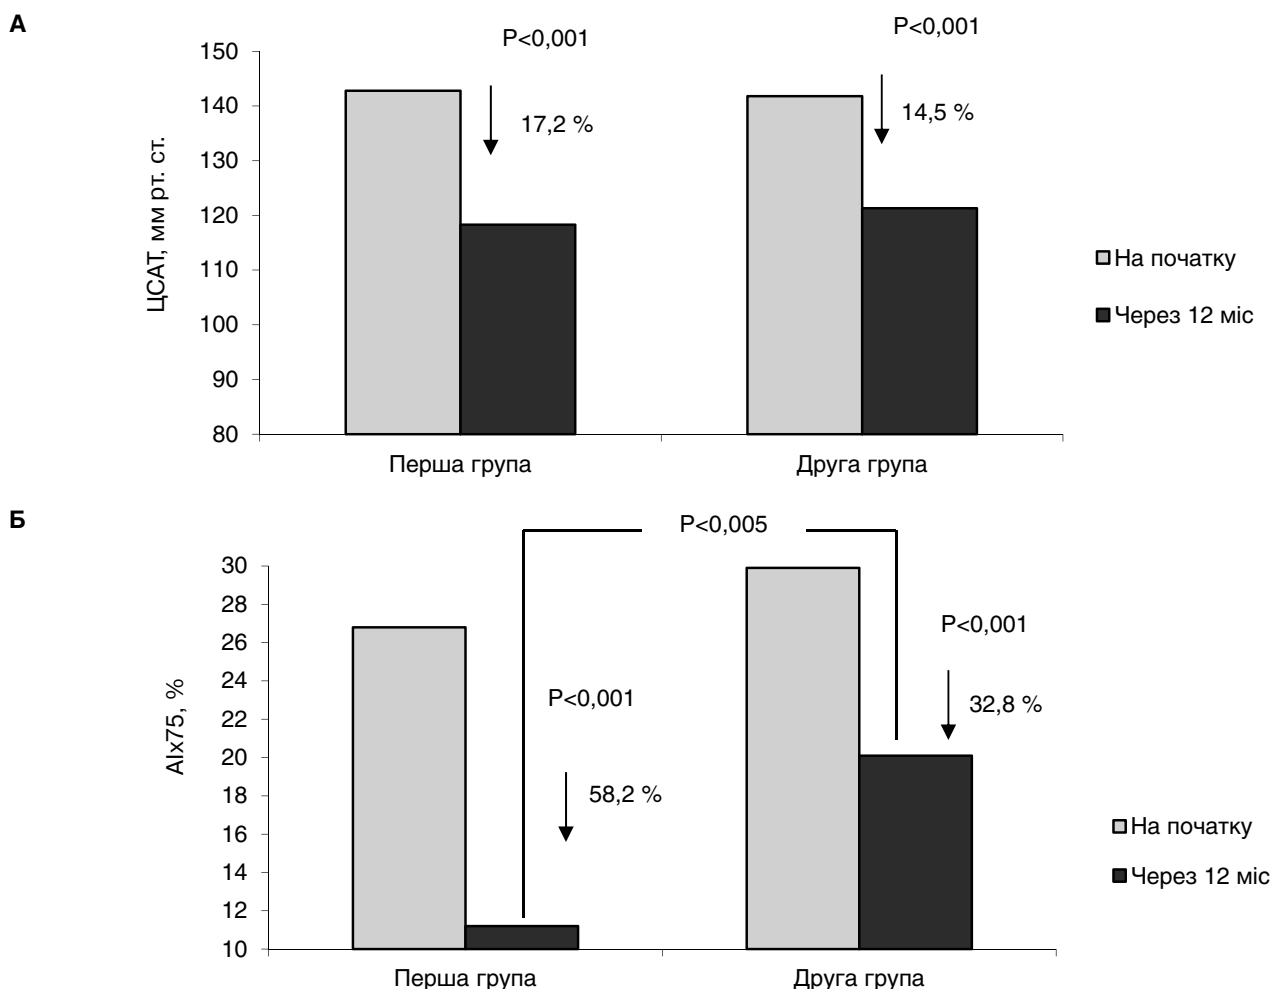 А
P<0,001
P<0,001
150
140
130
120
110
100
90
80
ЦСАТ, мм рт. ст.
17,2 %
14,5 %
На початку
Через 12 міс
Перша група
Друга група
Б
P<0,005
30
28
26
24
22
20
18
16
14
12
10
AIx75, %
P<0,001
P<0,001
32,8 %
58,2 %
На початку
Через 12 міс
Перша група
Друга група